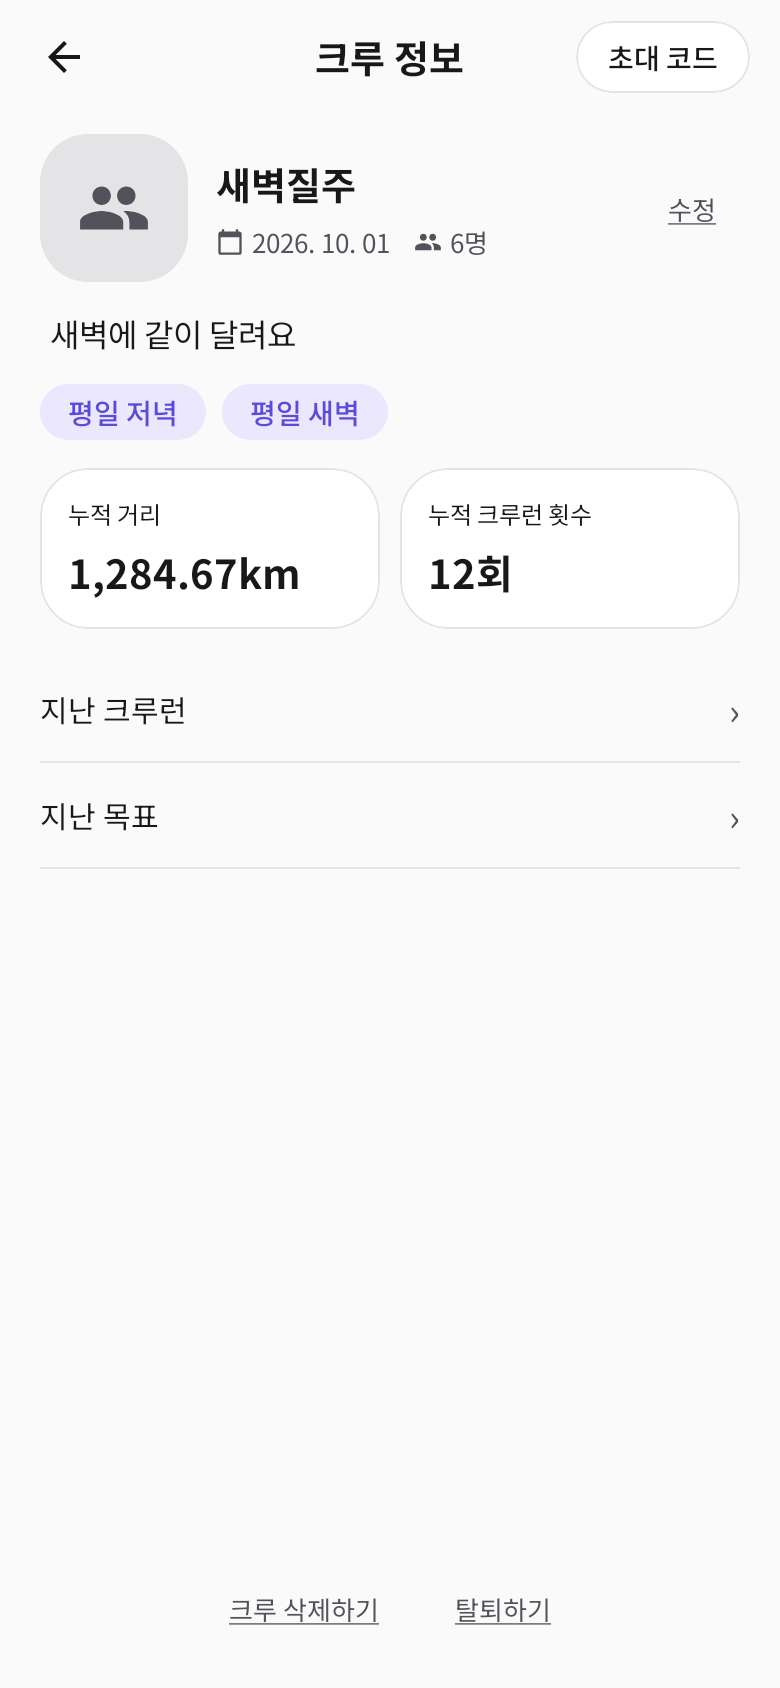 크루 정보
초대 코드
새벽질주
수정
2026. 10. 01 6명
새벽에 같이 달려요
평일 저녁 평일 새벽
누적 거리
1,284.67km
누적 크루런 횟수
12회
지난 크루런 ›
지난 목표 ›
크루 삭제하기 탈퇴하기